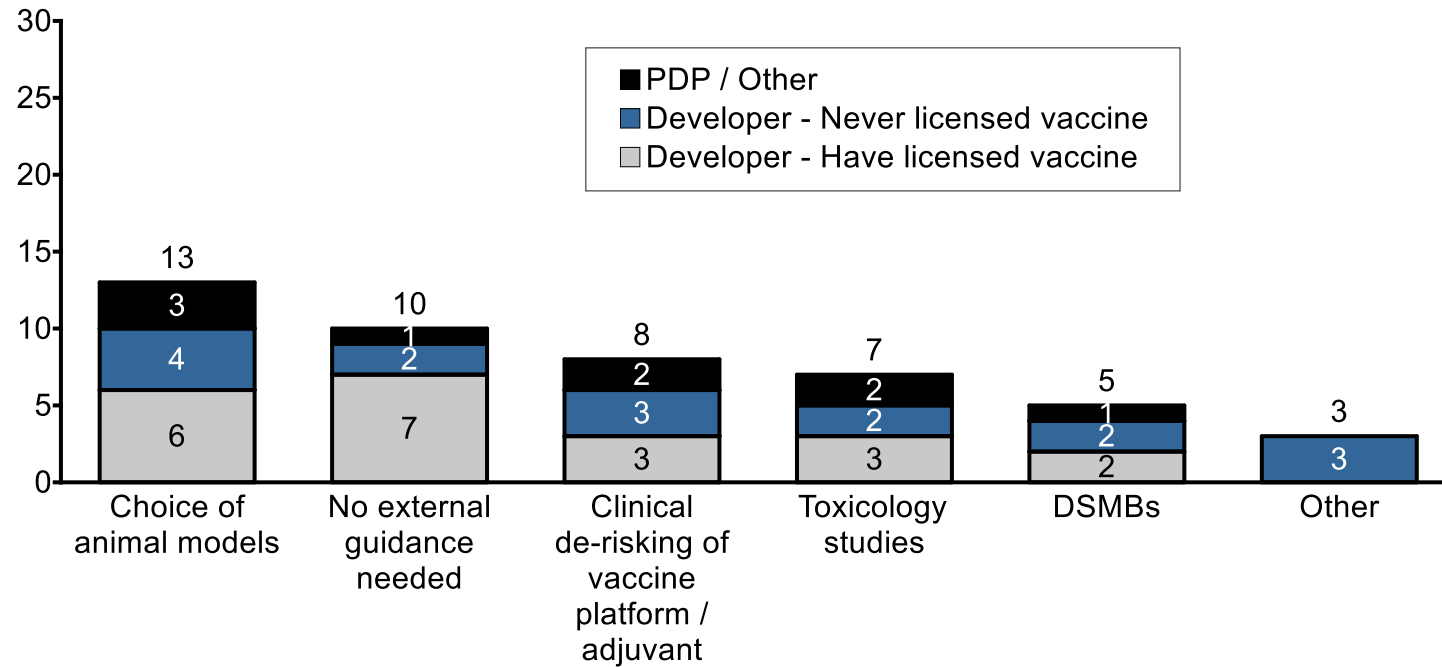 30
25
20
15
10
5
0
PDP / Other
Developer - Never licensed vaccine
Developer - Have licensed vaccine
13
3
4
6
10
1
2
7
8
2
3
3
7
2
2
3
5
1
2
2
3
3
Choice of
animal models
No external
guidance
needed
Clinical
de-risking of
vaccine
platform /
adjuvant
Toxicology
studies
DSMBs
Other